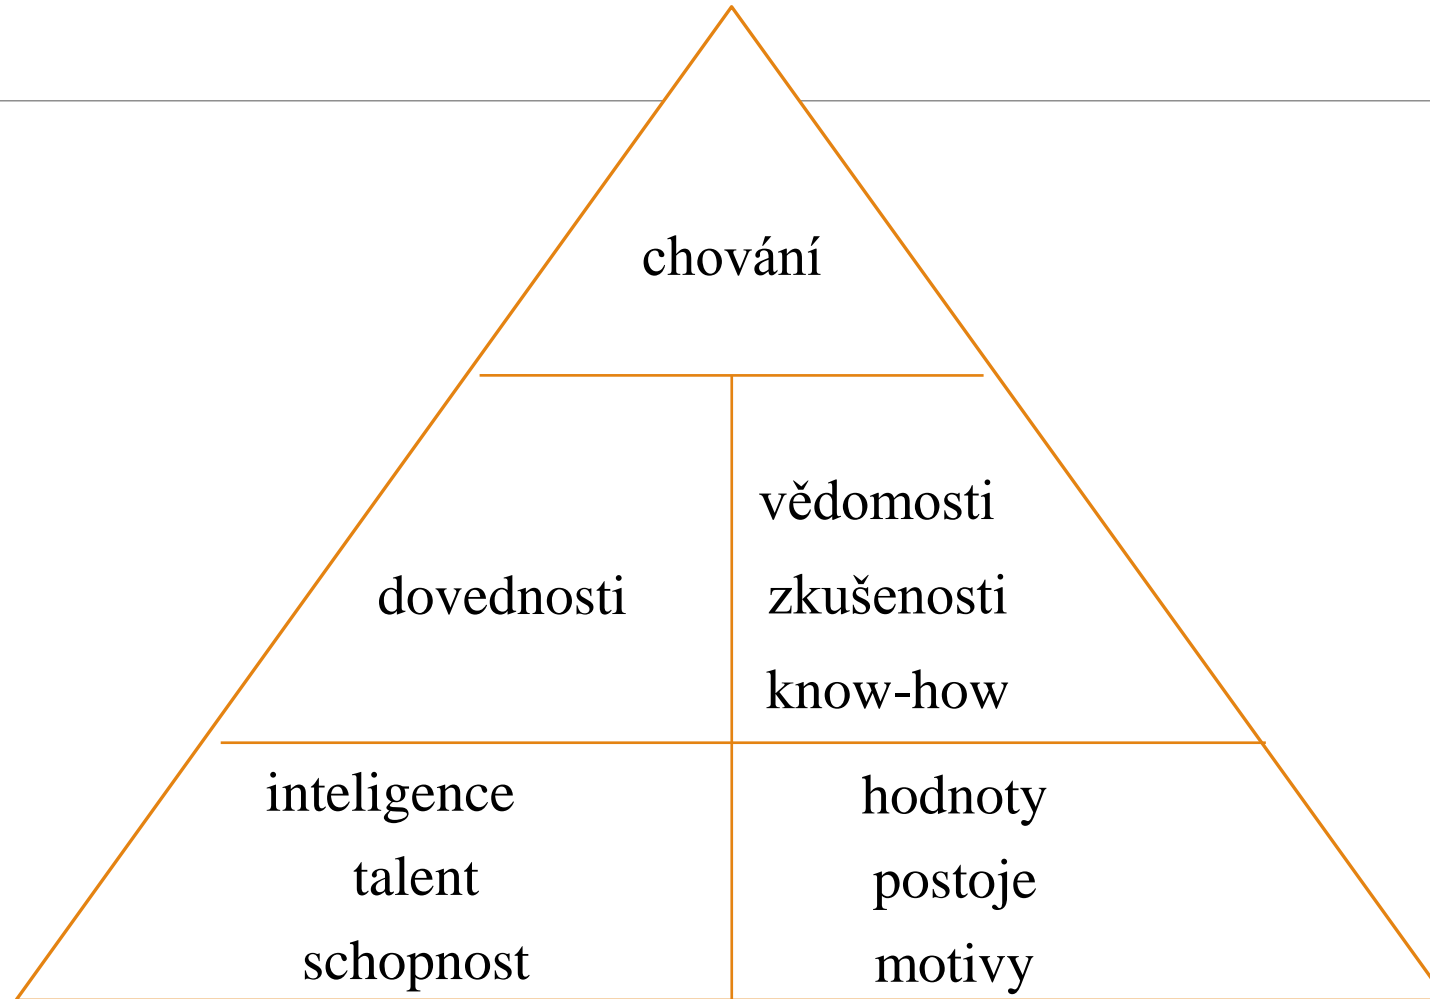 chování
dovednosti
vědomosti
zkušenosti
know-how
inteligence
talent
schopnost
hodnoty
postoje
motivy